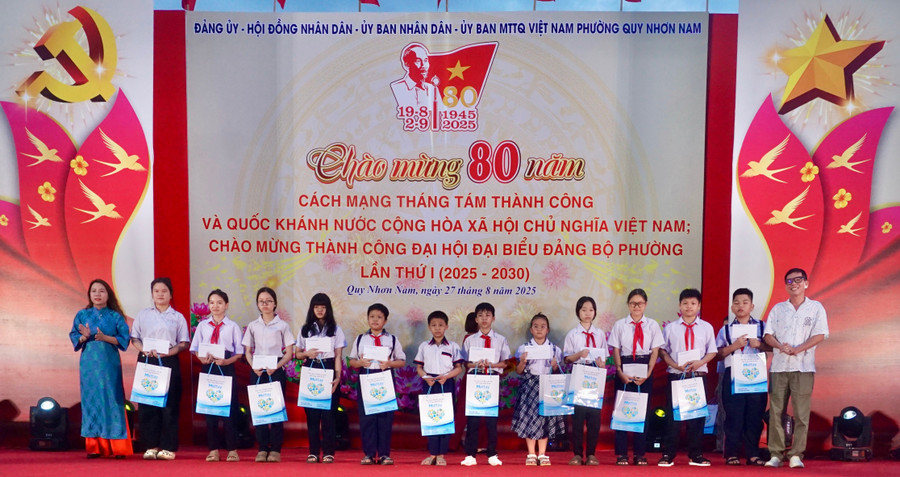 ĐẢNG ỦY - HỘI ĐỒNG NHÂN DÂN - ỦY BAN NHÂN DÂN - ỦY BAN MTTQ VIỆT NAM PHƯỜNG QUY NHƠN NAM
80
19-8 1945
2-9 2025
Chào mừng 80 năm
CÁCH MẠNG THÁNG TÁM THÀNH CÔNG
VÀ QUỐC KHÁNH NƯỚC CỘNG HÒA XÃ HỘI CHỦ NGHĨA VIỆT NAM;
CHÀO MỪNG THÀNH CÔNG ĐẠI HỘI ĐẠI BIỂU ĐẢNG BỘ PHƯỜNG
LẦN THỨ I (2025 - 2030)
Quy Nhơn Nam, ngày 27 tháng 8 năm 2025